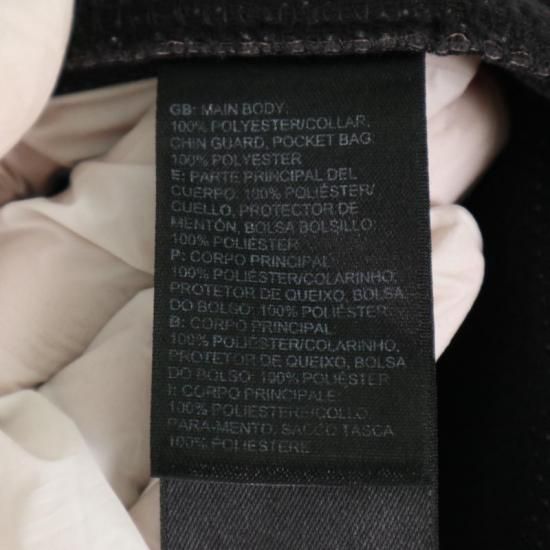 GB: MAIN BODY:
100% POLYESTER/COLLAR,
CHIN GUARD, POCKET BAG:
100% POLYESTER
E: PARTE PRINCIPAL DEL
CUERPO: 100% POLIÉSTER/
CUELLO, PROTECTOR DE
MENTÓN, BOLSA BOLSILLO:
100% POLIÉSTER
P: CORPO PRINCIPAL:
100% POLIÉSTER/COLARINHO,
PROTETOR DE QUEIXO, BOLSA
DO BOLSO: 100% POLIÉSTER
B: CORPO PRINCIPAL:
100% POLIÉSTER/COLARINHO,
PROTETOR DE QUEIXO, BOLSA
DO BOLSO: 100% POLIÉSTER
I: CORPO PRINCIPALE:
100% POLIESTERE/COLLO,
PARA-MENTO, SACCO TASCA:
100% POLIESTERE